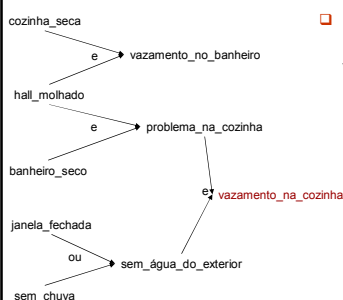 cozinha_seca
e
vazamento_no_banheiro
hall_molhado
e
problema_na_cozinha
banheiro_seco
e
vazamento_na_cozinha
janela_fechada
ou
sem_água_do_exterior
sem_chuva